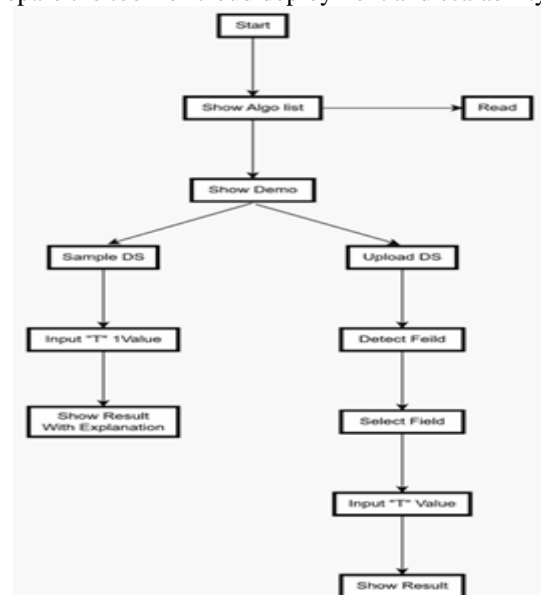 Start
Show Algo list
Read
Show Demo
Sample DS
Upload DS
Input "T" 1Value
Detect Feild
Show Result
With Explanation
Select Field
Input "T" Value
Show Result